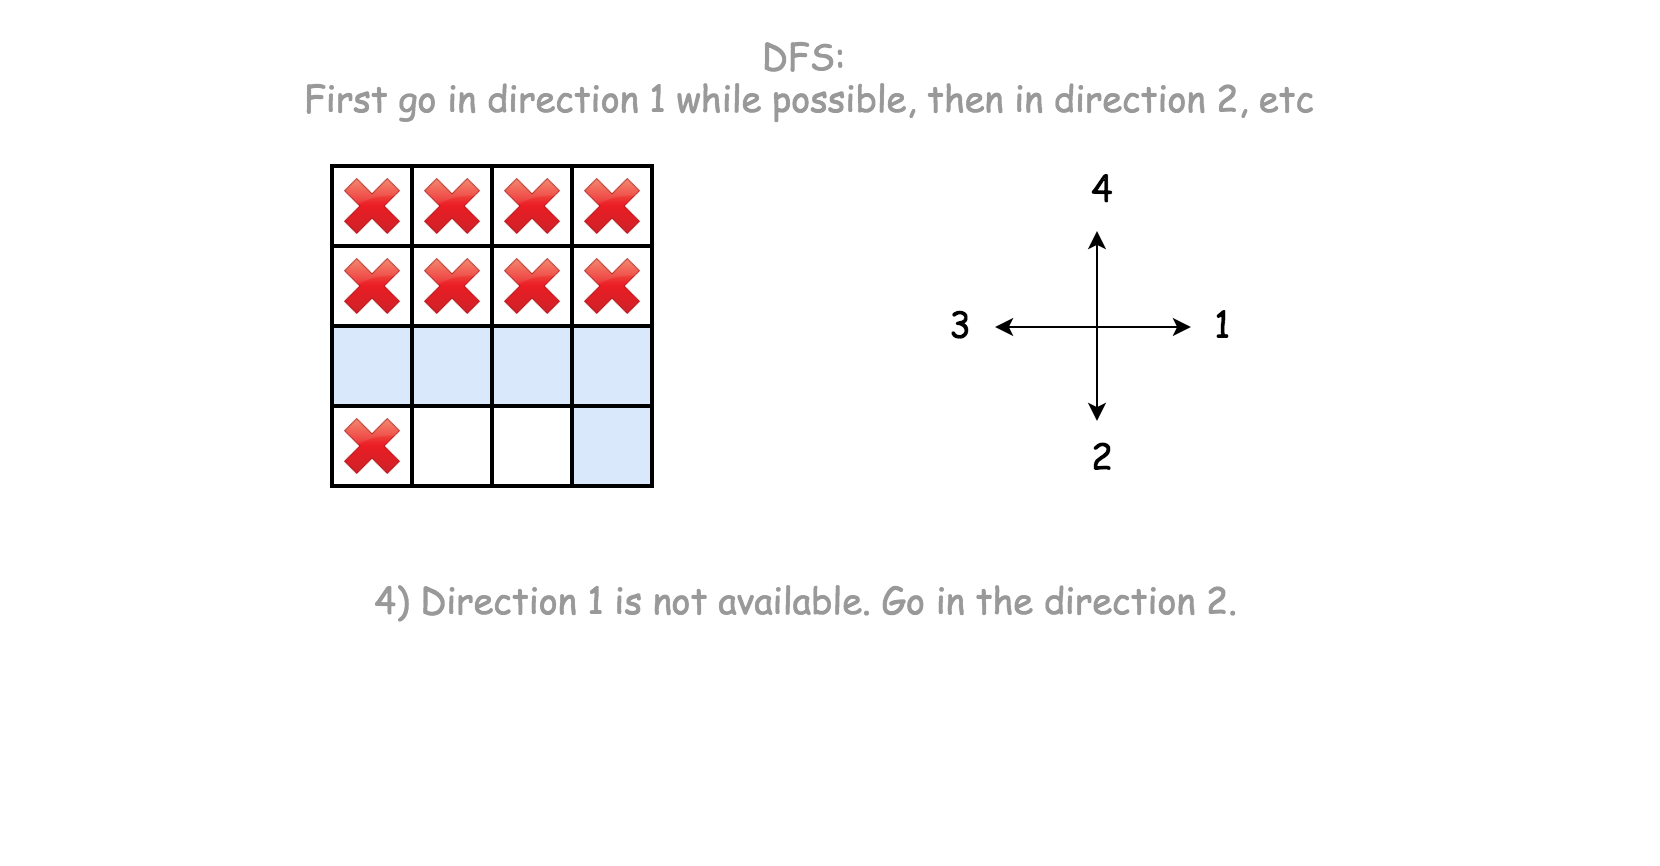 DFS:
First go in direction 1 while possible, then in direction 2, etc
4
3
1
2
4) Direction 1 is not available. Go in the direction 2.